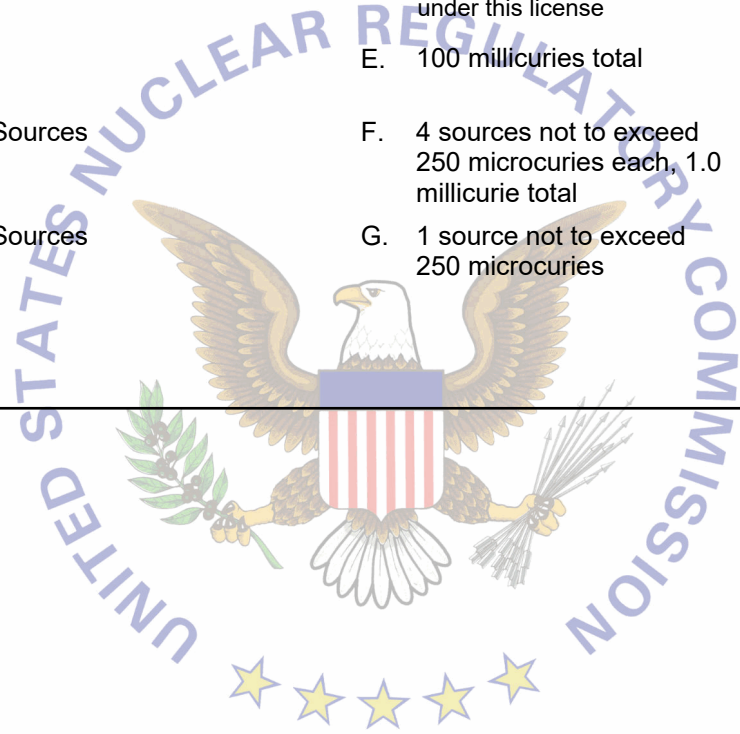 under this license
E. 100 millicuries total
Sources
F. 4 sources not to exceed
250 microcuries each, 1.0
millicurie total
Sources
G. 1 source not to exceed
250 microcuries
UNITED STATES NUCLEAR REGULATORY COMMISSION